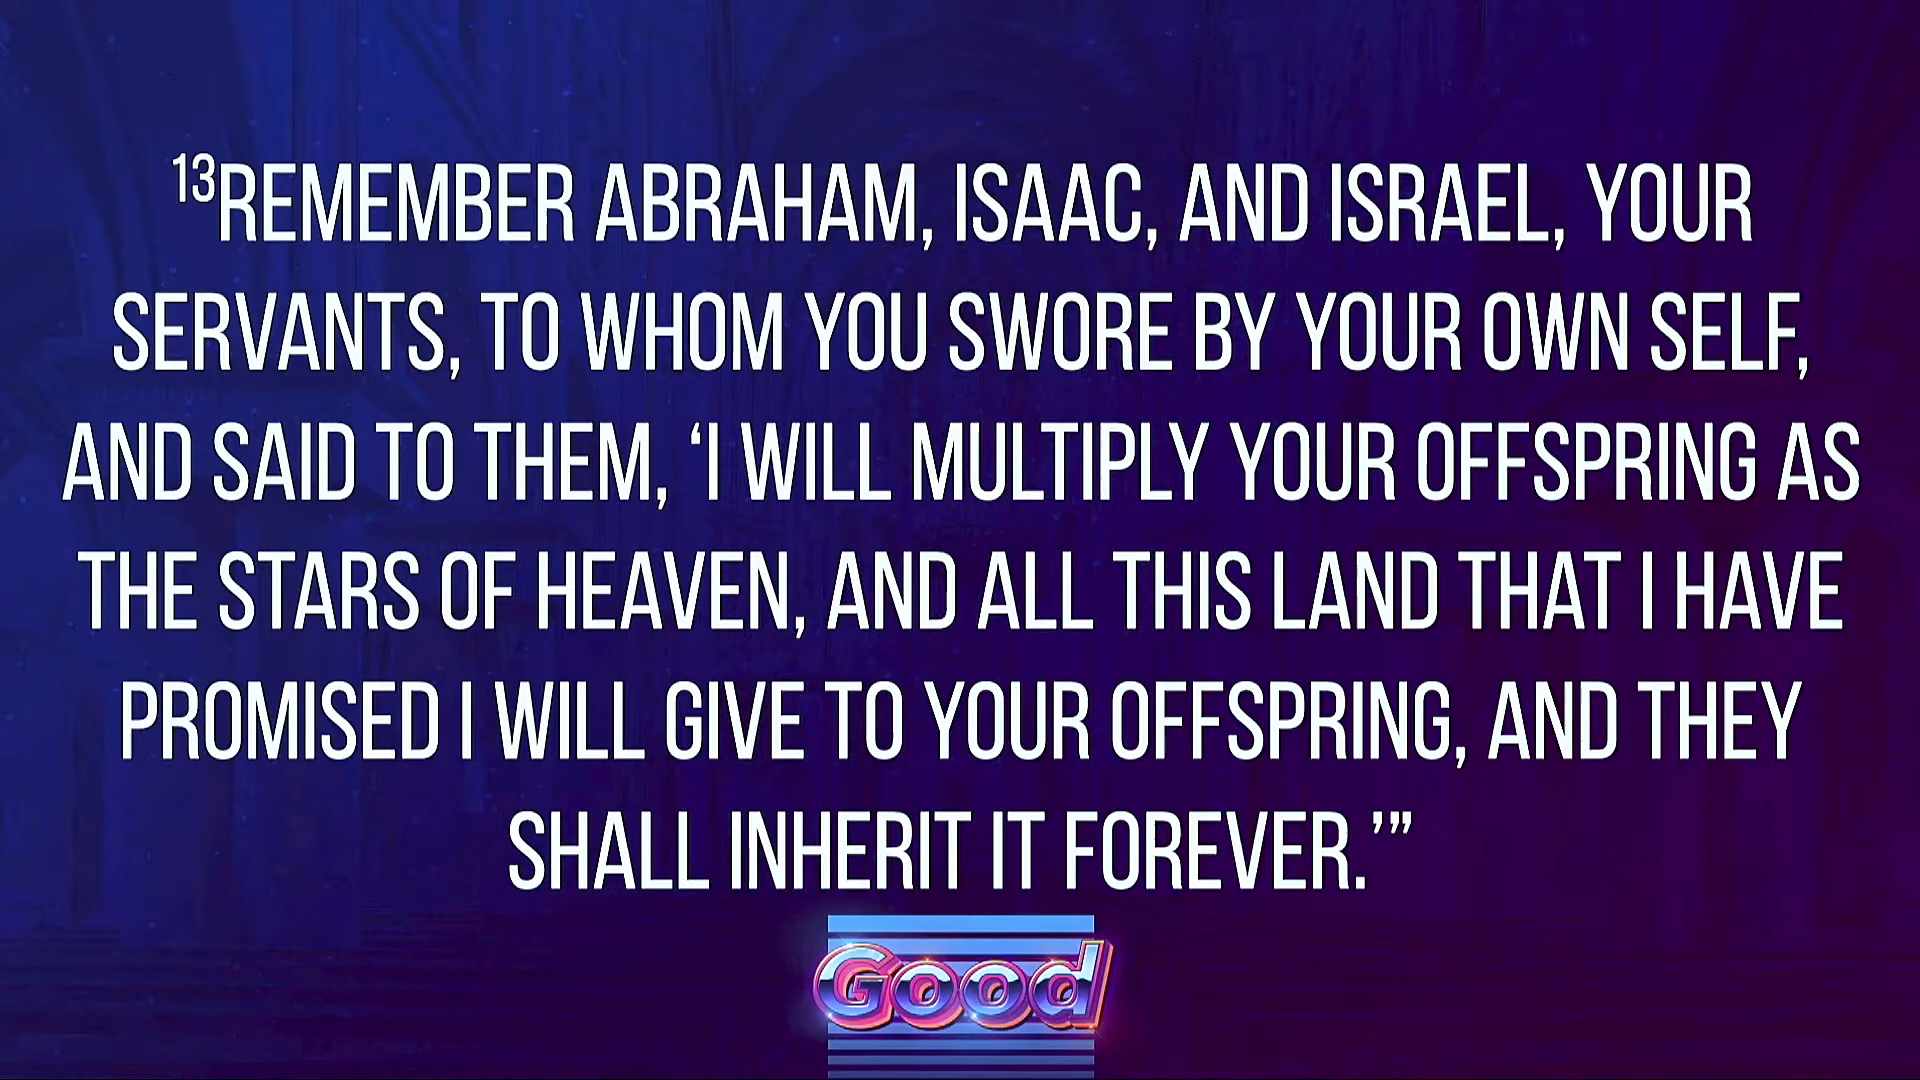 ¹³REMEMBER ABRAHAM, ISAAC, AND ISRAEL, YOUR
SERVANTS, TO WHOM YOU SWORE BY YOUR OWN SELF,
AND SAID TO THEM, ‘I WILL MULTIPLY YOUR OFFSPRING AS
THE STARS OF HEAVEN, AND ALL THIS LAND THAT I HAVE
PROMISED I WILL GIVE TO YOUR OFFSPRING, AND THEY
SHALL INHERIT IT FOREVER.’”
Good